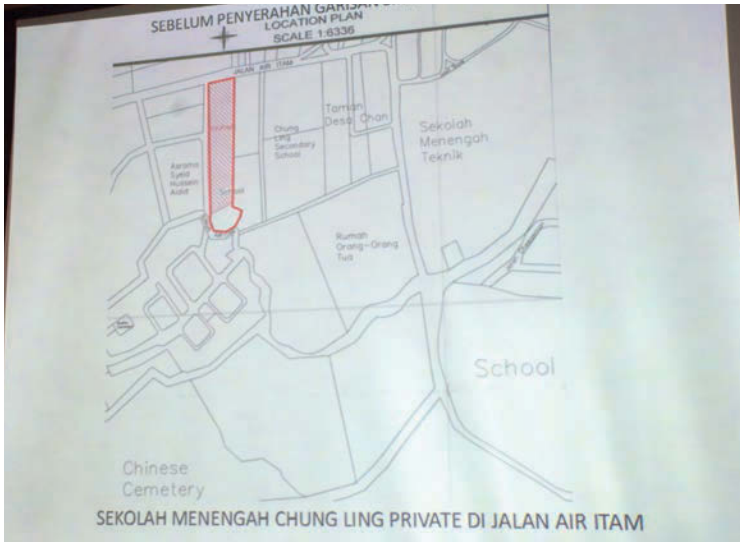 SEBELUM PENYERAHAN GARISAN
LOCATION PLAN
SCALE 1:6336
JALAN AIR ITAM
Chung
Ling
Secondary
School
Taman
Desa Chan
Sekolah
Menengah
Teknik
Asrama
Syed
Hussein
Aidid
School
Rumah
Orang-Orang
Tua
School
Chinese
Cemetery
SEKOLAH MENENGAH CHUNG LING PRIVATE DI JALAN AIR ITAM